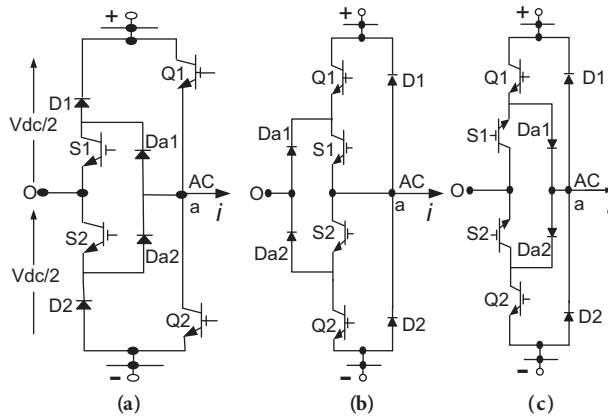 +
Q1
D1
Vdc/2
S1
Da1
O
AC
a
i
S2
Da2
Vdc/2
D2
Q2
-
(a)
+
Q1
D1
Da1
S1
O
AC
a
i
S2
Da2
Q2
D2
-
(b)
+
Q1
D1
S1
Da1
O
AC
a
S2
Da2
Q2
D2
-
(c)